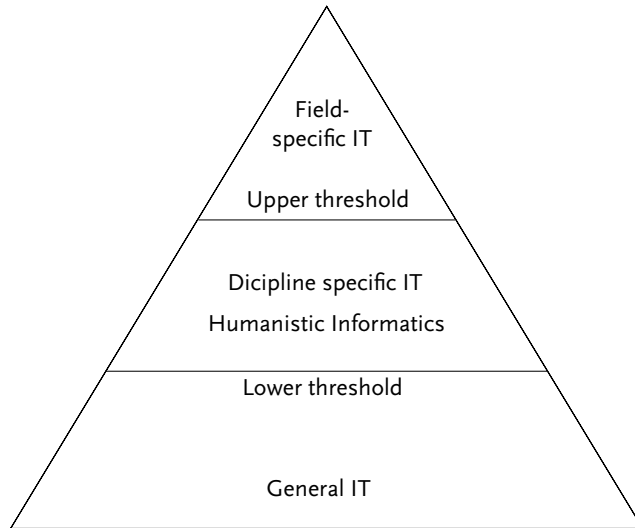 Field-
specific IT
Upper threshold
Dicipline specific IT
Humanistic Informatics
Lower threshold
General IT